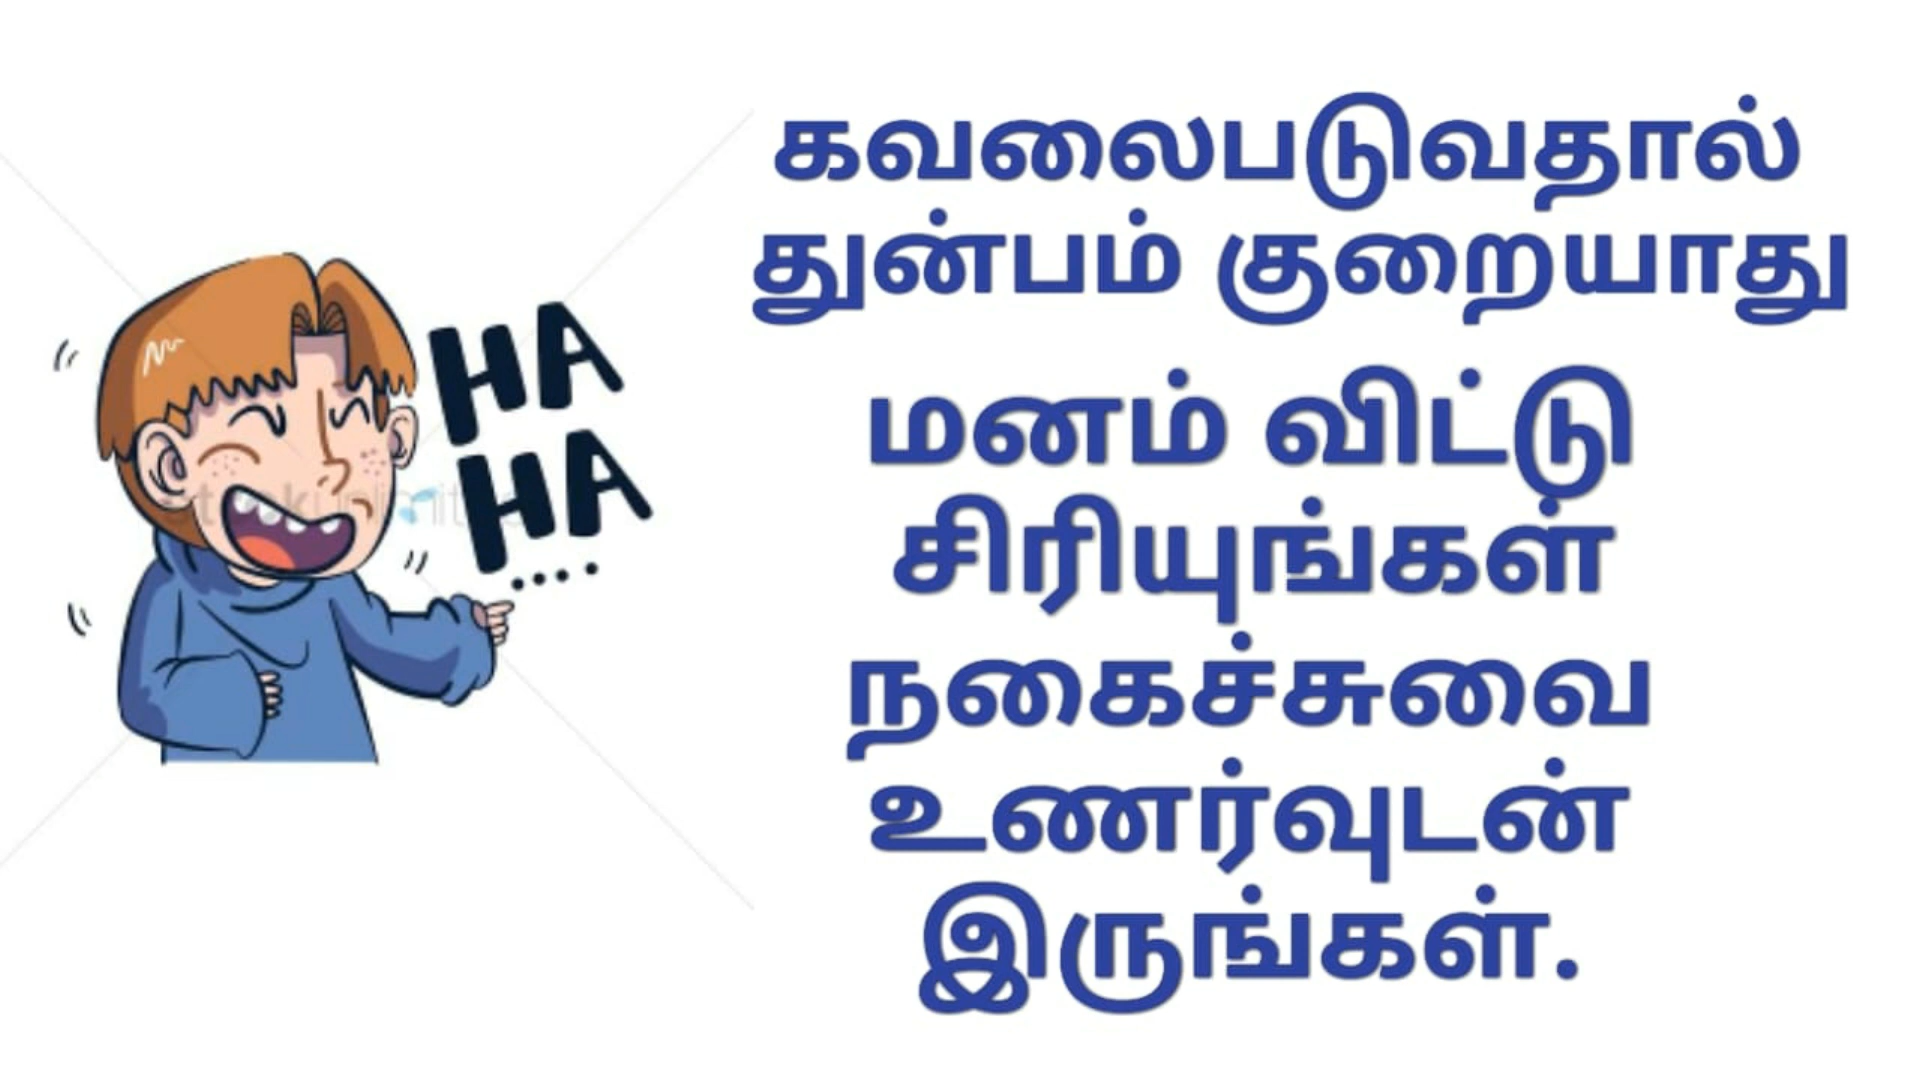 HA
HA
....
கவலைபடுவதால்
துன்பம் குறையாது
மனம் விட்டு
சிரியுங்கள்
நகைச்சுவை
உணர்வுடன்
இருங்கள்.